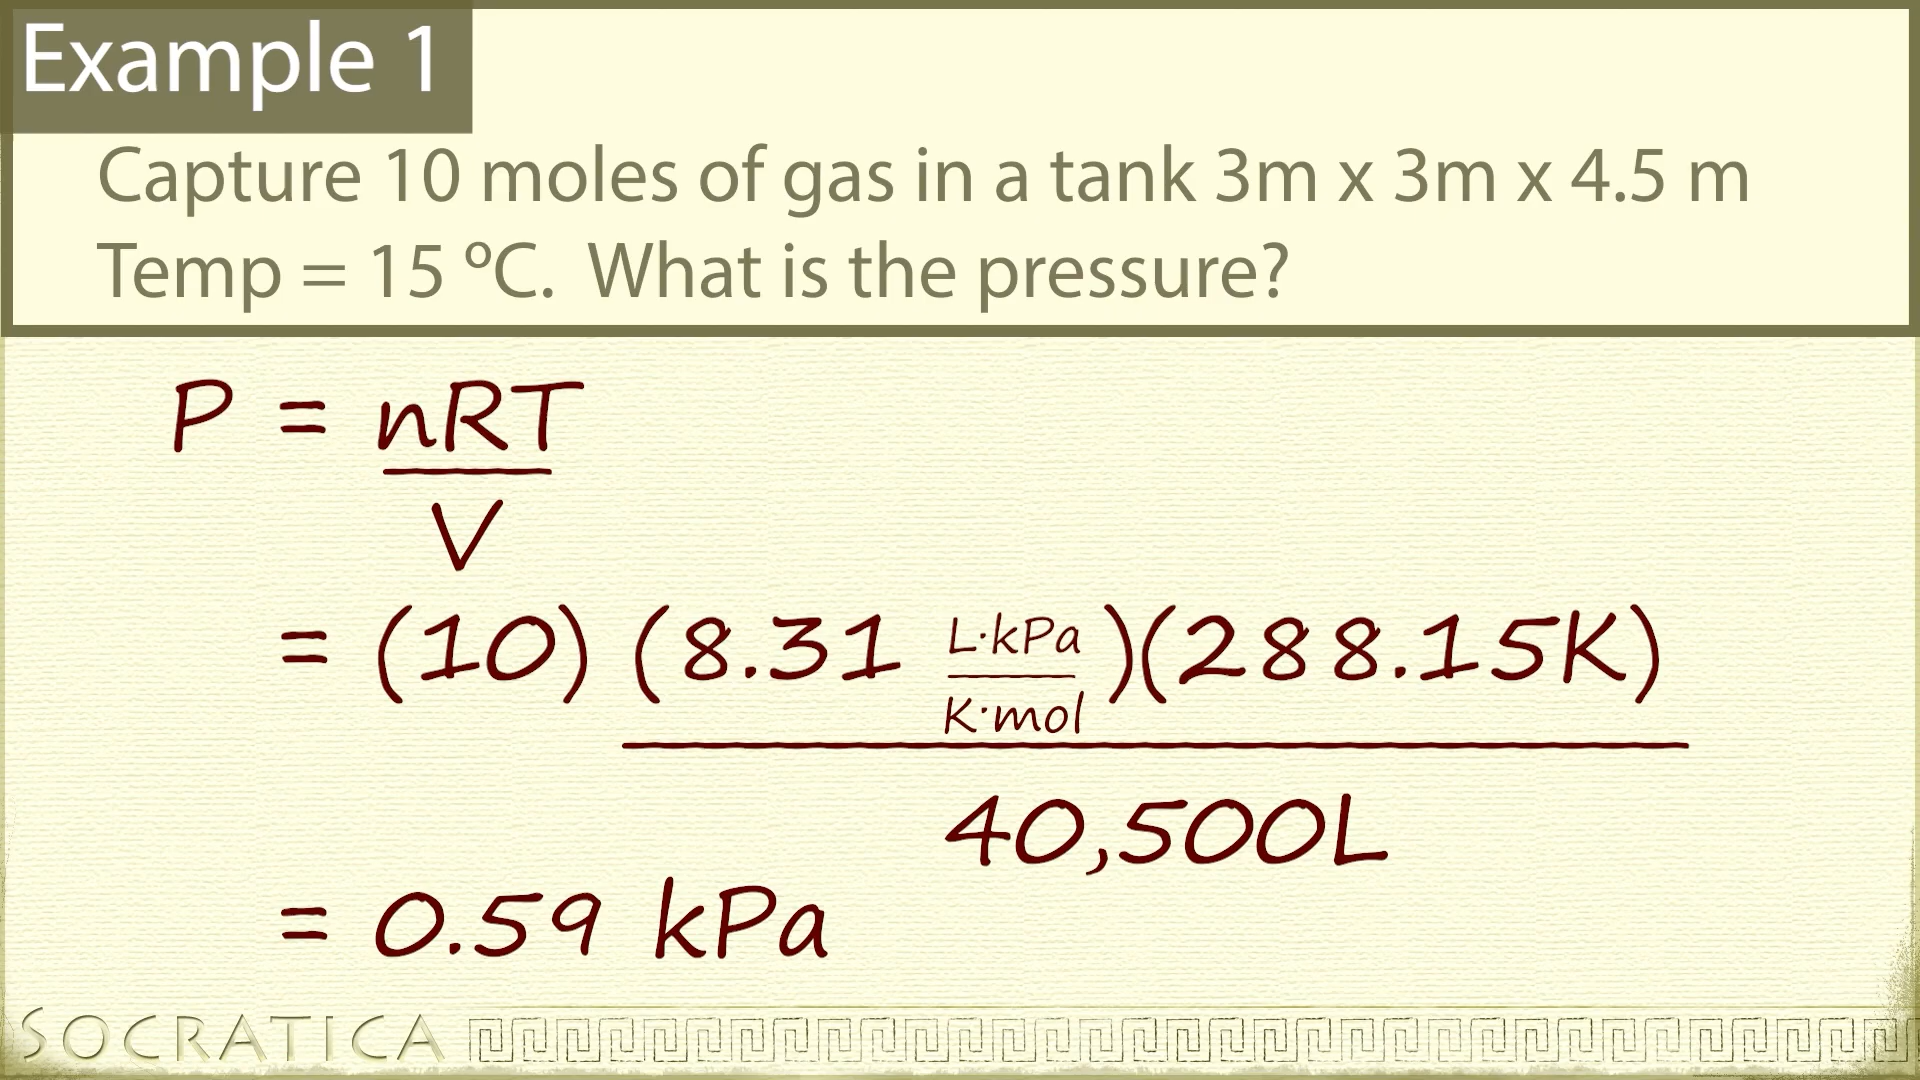 Example 1
Capture 10 moles of gas in a tank 3m x 3m x 4.5 m
Temp = 15 ºC.  What is the pressure?
P = nRT
V
= (10) (8.31 L·kPa/K·mol)(288.15K)
40,500L
= 0.59 kPa
SOCRATICA